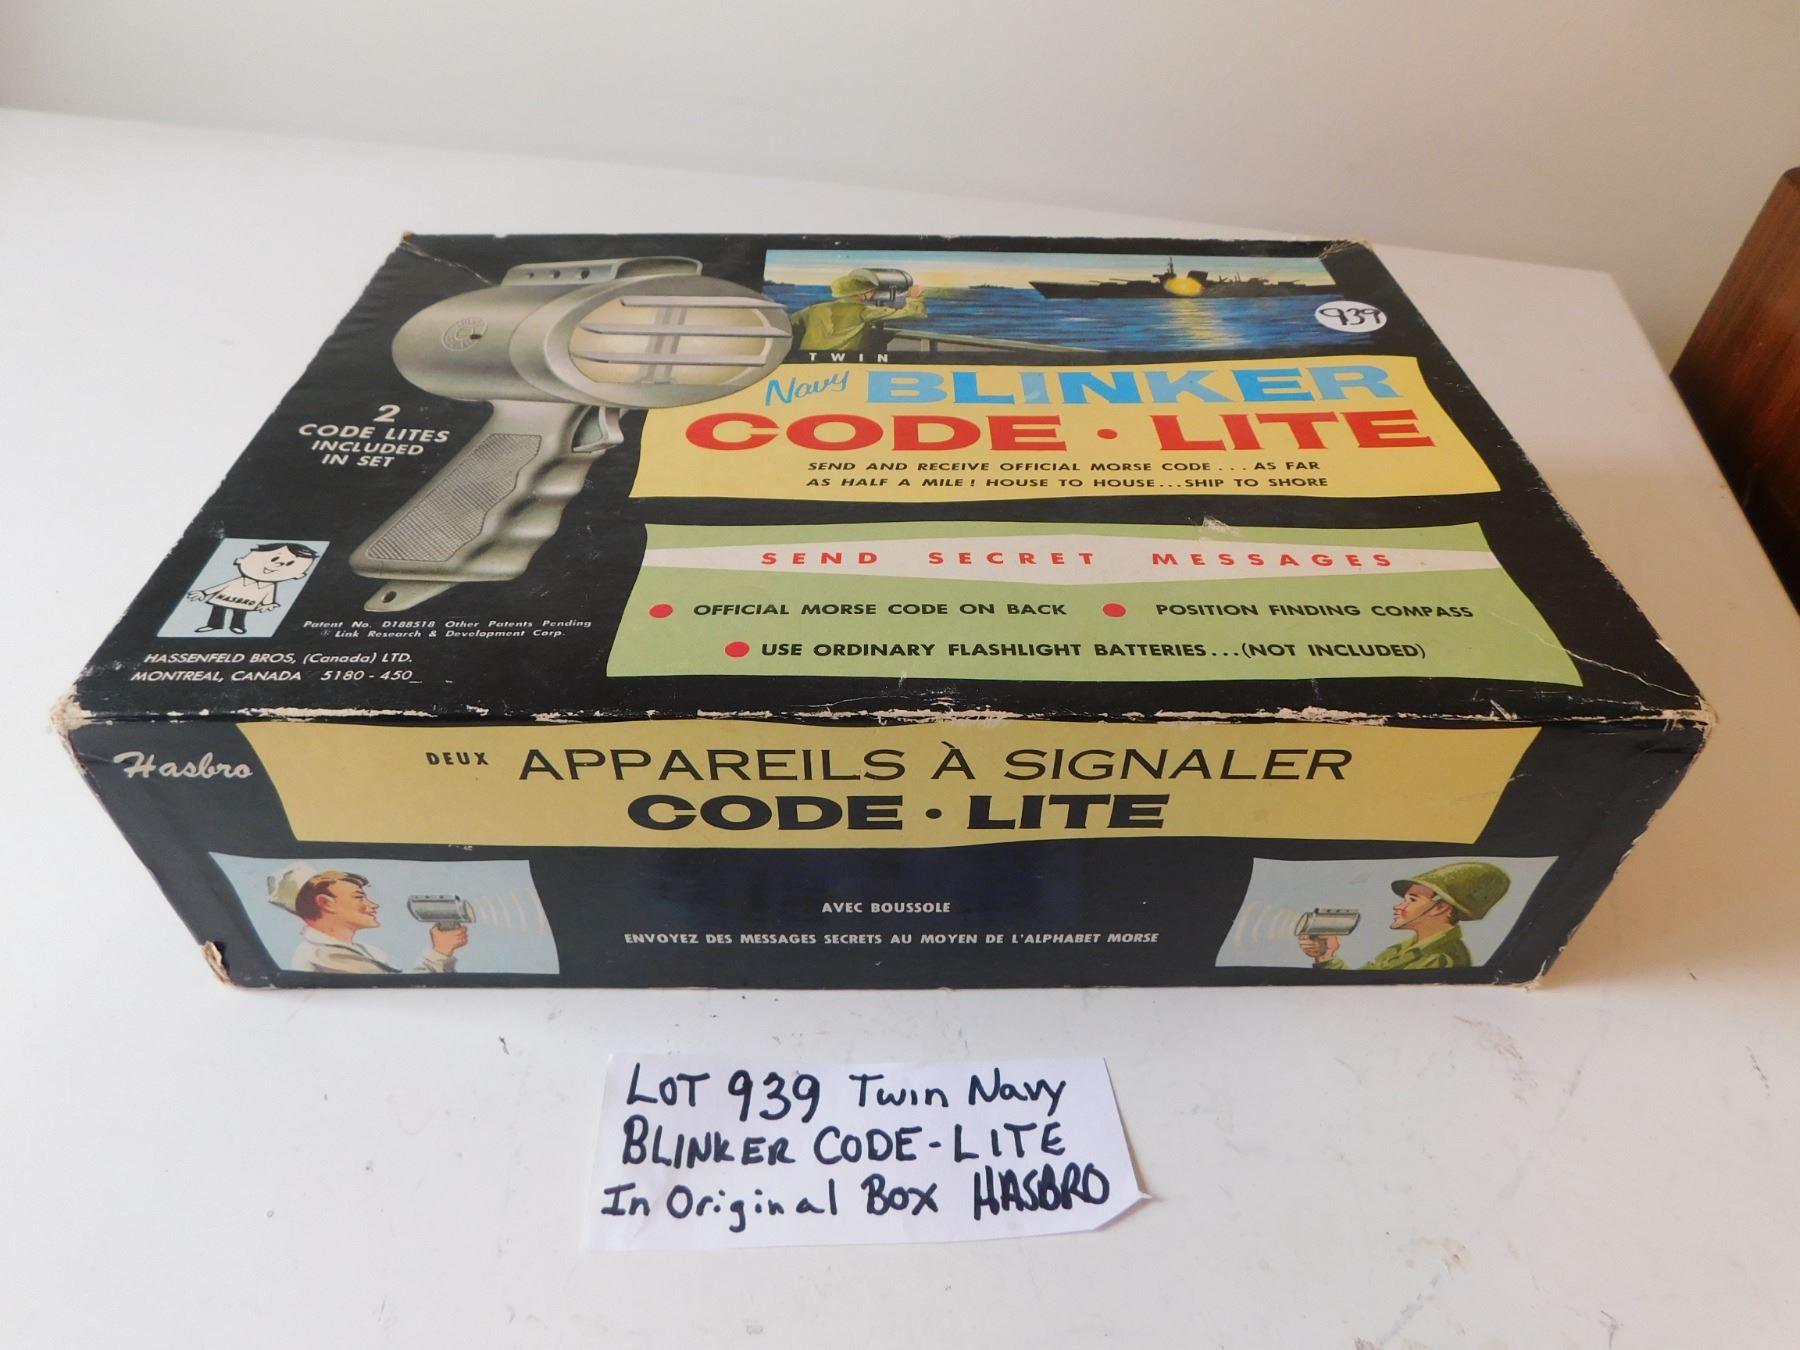 939
TWIN
Navy BLINKER
CODE • LITE
SEND AND RECEIVE OFFICIAL MORSE CODE... AS FAR
AS HALF A MILE! HOUSE TO HOUSE...SHIP TO SHORE
2
CODE LITES
INCLUDED
IN SET
SEND SECRET MESSAGES
OFFICIAL MORSE CODE ON BACK
POSITION FINDING COMPASS
USE ORDINARY FLASHLIGHT BATTERIES...(NOT INCLUDED)
HASBRO
Patent No. D188518 Other Patents Pending
Link Research & Development Corp.
HASSENFELD BROS, (Canada) LTD.
MONTREAL, CANADA 5180-450
Hasbro
DEUX APPAREILS À SIGNALER
CODE • LITE
AVEC BOUSSOLE
ENVOYEZ DES MESSAGES SECRETS AU MOYEN DE L'ALPHABET MORSE
LOT 939 Twin Navy
BLINKER CODE-LITE
In Original Box HASBRO